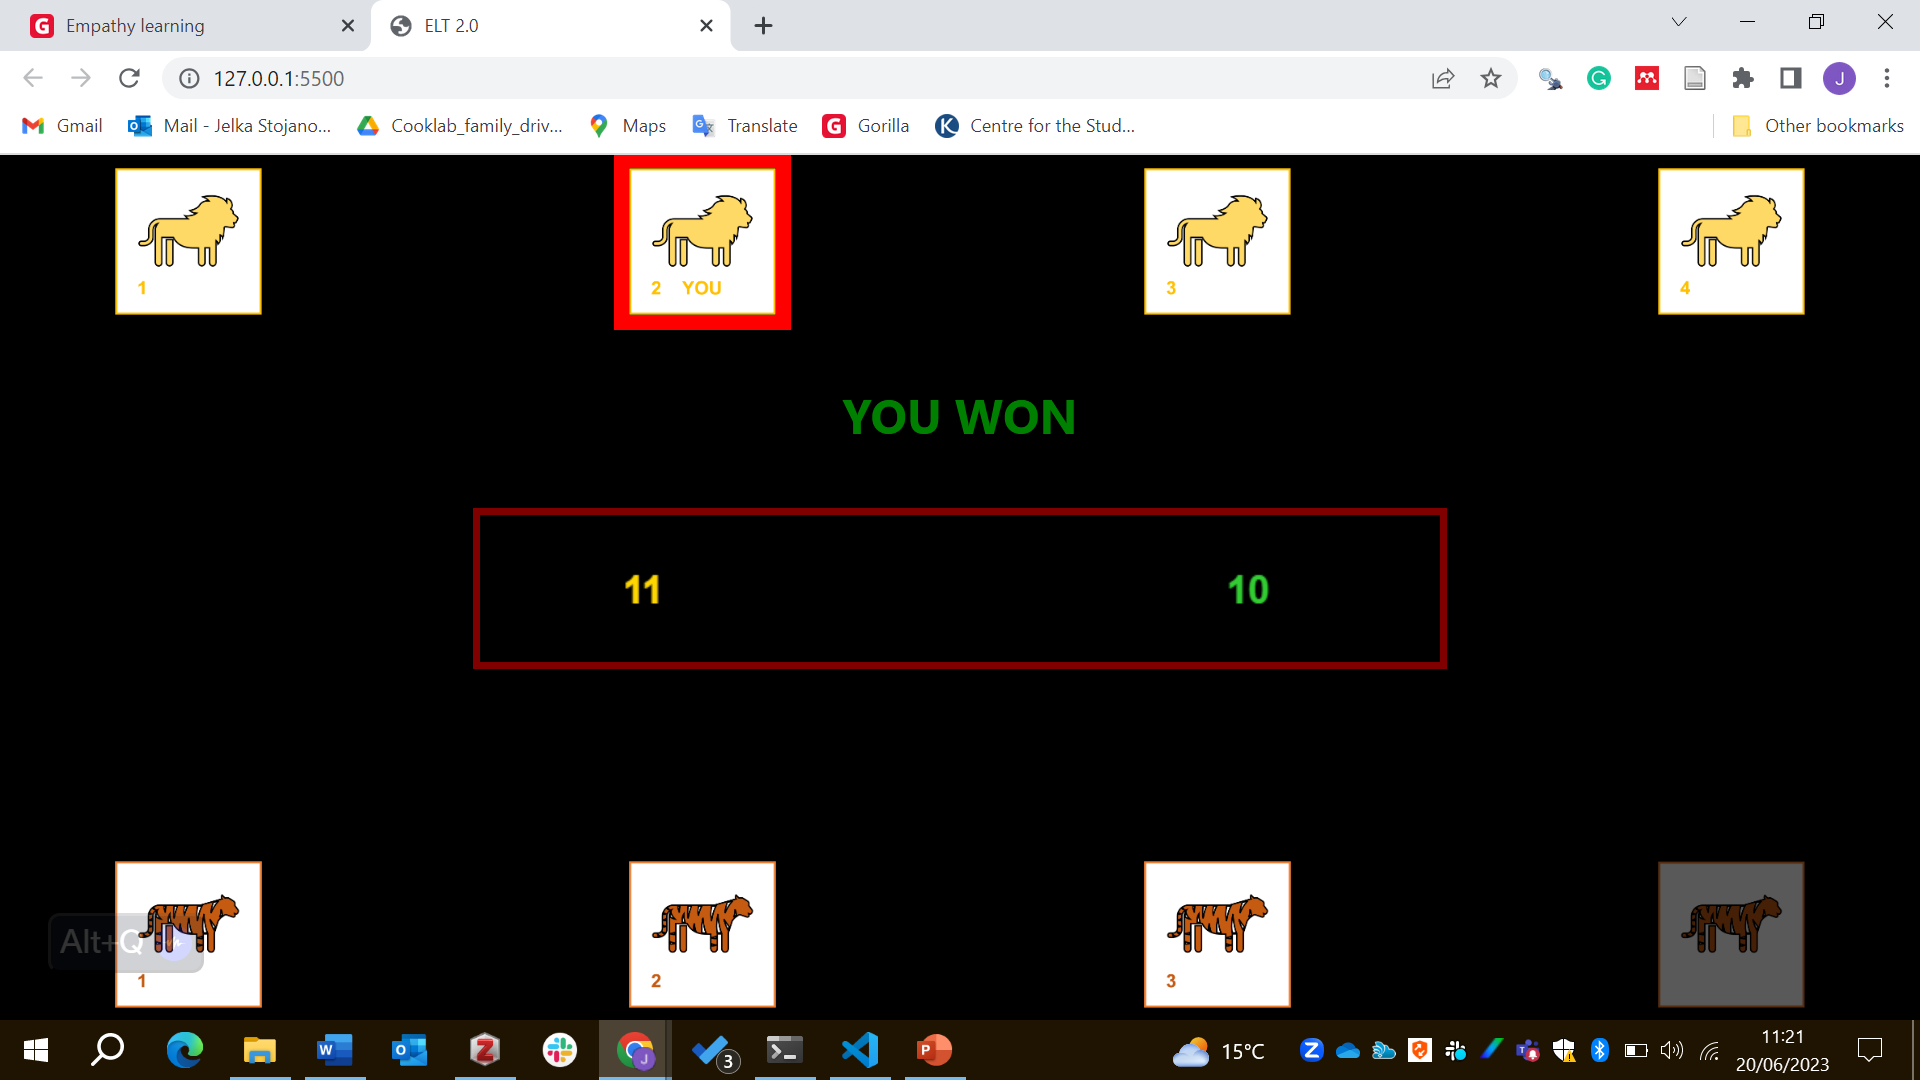 Empathy learning
ELT 2.0
127.0.0.1:5500
J
Gmail
Mail - Jelka Stojano...
Cooklab_family_driv...
Maps
Translate
Gorilla
Centre for the Stud...
Other bookmarks
1
2 YOU
3
4
YOU WON
11
10
Alt+Q
1
2
3
3
15°C
11:21
20/06/2023